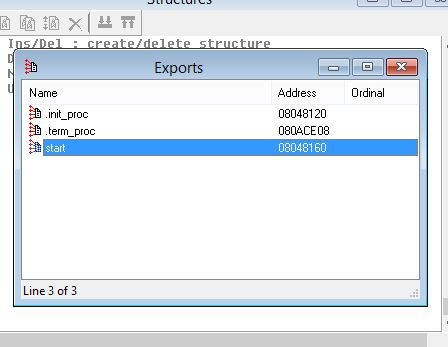 Structures
Ins/Del : create/delete structure
D
N
U
Exports
Name Address Ordinal
.init_proc 08048120
.term_proc 080ACE08
start 08048160
Line 3 of 3